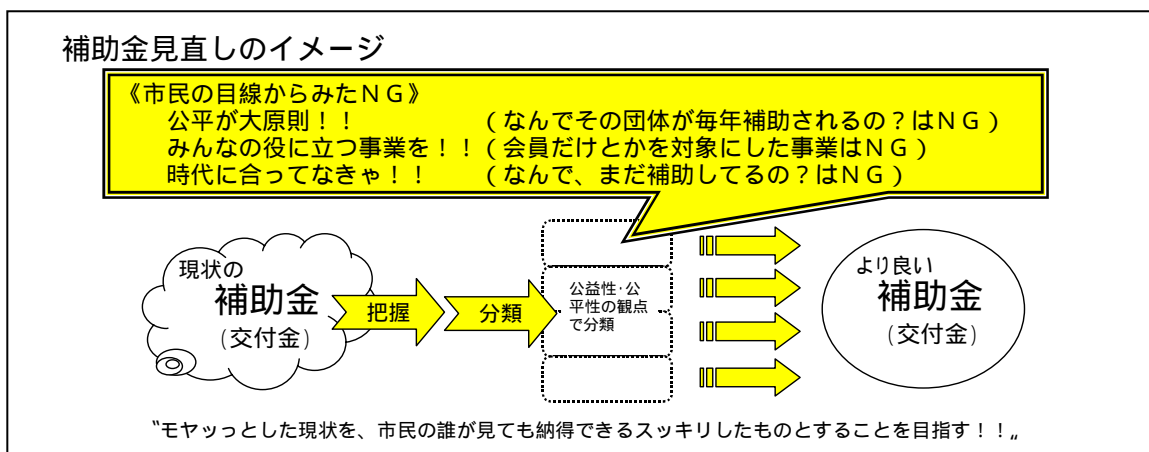 補助金見直しのイメージ
《市民の目線からみたＮＧ》
公平が大原則！！　（なんでその団体が毎年補助されるの？はＮＧ）
みんなの役に立つ事業を！！（会員だけとかを対象にした事業はＮＧ）
時代に合ってなきゃ！！　（なんで、まだ補助してるの？はＮＧ）
現状の
補助金
（交付金）
把握
分類
公益性・公
平性の観点
で分類
より良い
補助金
（交付金）
〝モヤッっとした現状を、市民の誰が見ても納得できるスッキリしたものとすることを目指す！！〟